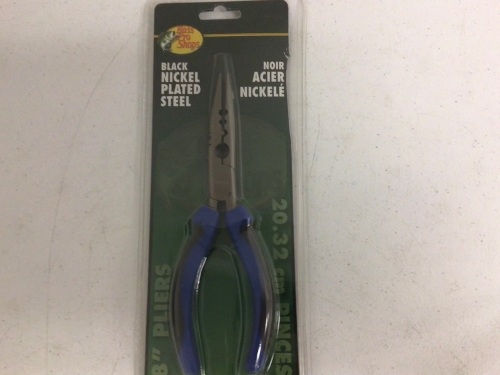 Bass
Pro
Shops
BLACK
NICKEL
PLATED
STEEL
NOIR
ACIER
NICKELÉ
8" PLIERS
20.32 cm PINCES